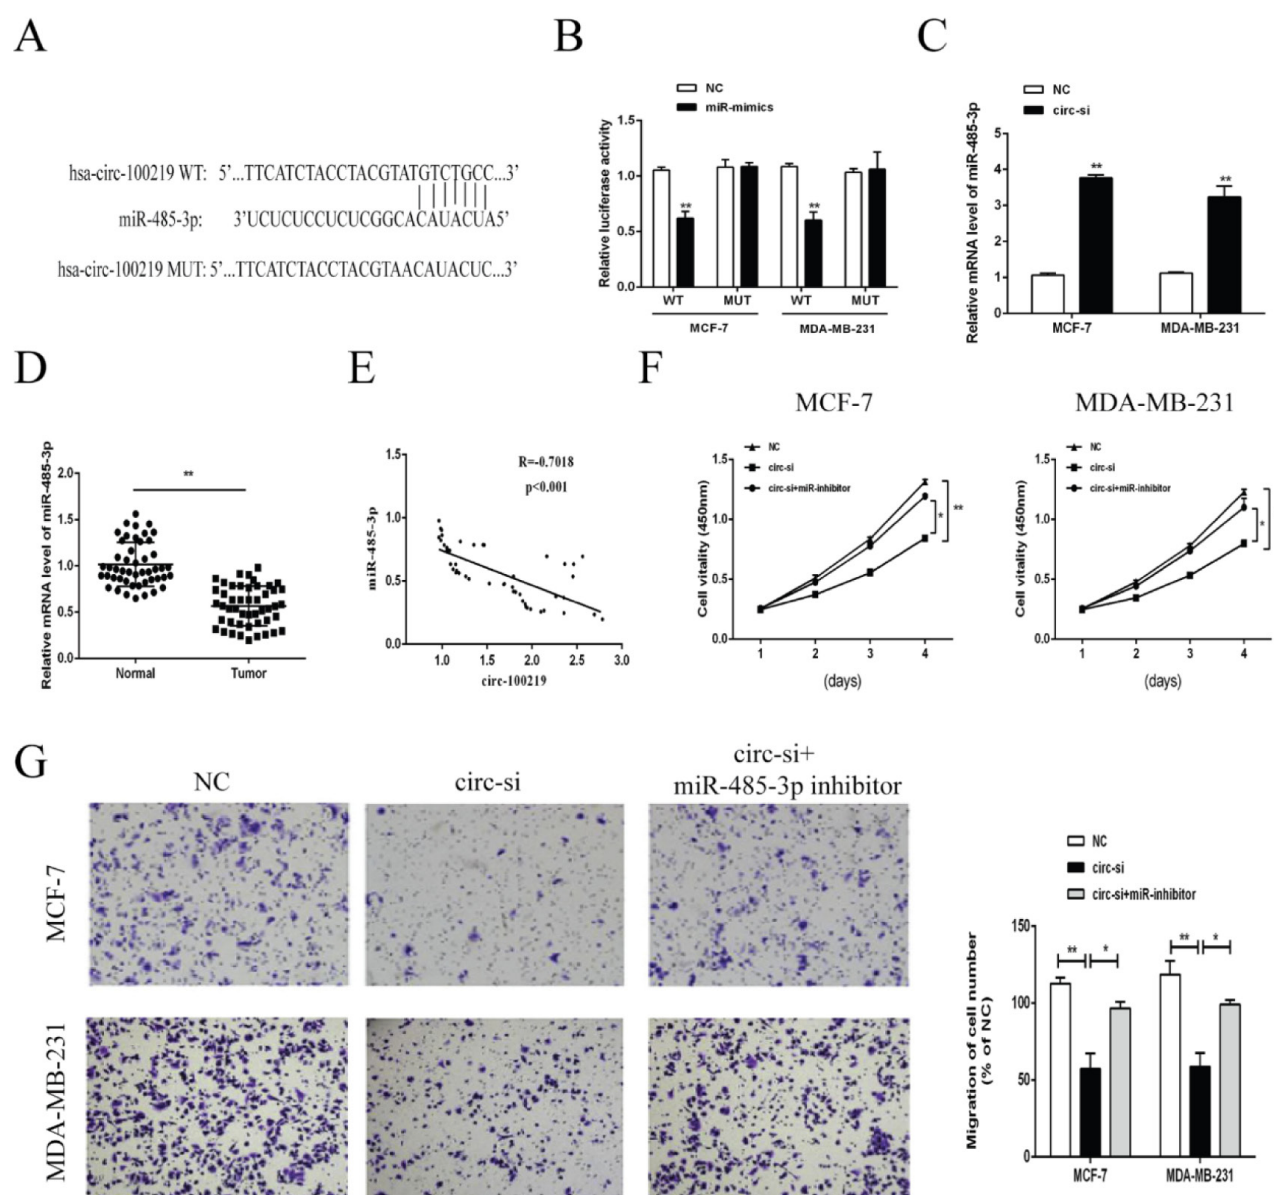 A
hsa-circ-100219 WT: 5’...TTCATCTACCTACGTATGTCTGCC...3’
miR-485-3p: 3’UCUCUCCUCUCGGCACAUACUA5’
hsa-circ-100219 MUT: 5’...TTCATCTACCTACGTAACAUACUC...3’
B
NC
miR-mimics
Relative luciferase activity
1.5
1.0
0.5
0.0
**
**
WT
MUT
WT
MUT
MCF-7
MDA-MB-231
C
NC
circ-si
Relative mRNA level of miR-485-3p
5
4
3
2
1
0
**
**
MCF-7
MDA-MB-231
D
Relative mRNA level of miR-485-3p
2.0
1.5
1.0
0.5
0.0
**
Normal
Tumor
E
miR-485-3p
1.5
1.0
0.5
0.0
R=-0.7018
p<0.001
1.0
1.5
2.0
2.5
3.0
circ-100219
F
MCF-7
NC
circ-si
circ-si+miR-inhibitor
Cell vitality (450nm)
1.5
1.0
0.5
0.0
*
**
1
2
3
4
(days)
MDA-MB-231
NC
circ-si
circ-si+miR-inhibitor
Cell vitality (450nm)
1.5
1.0
0.5
0.0
*
*
1
2
3
4
(days)
G
NC
circ-si
circ-si+
miR-485-3p inhibitor
MCF-7
MDA-MB-231
NC
circ-si
circ-si+miR-inhibitor
Migration of cell number
(% of NC)
150
100
50
0
**
*
**
*
MCF-7
MDA-MB-231